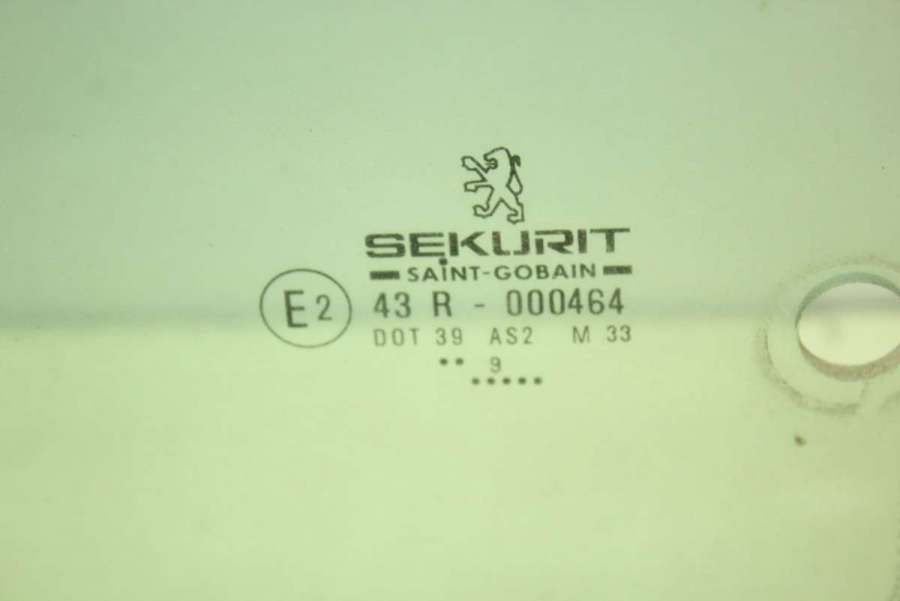 SEKURIT
SAINT-GOBAIN
E2 43 R - 000464
DOT 39 AS2 M 33
•• 9
•••••